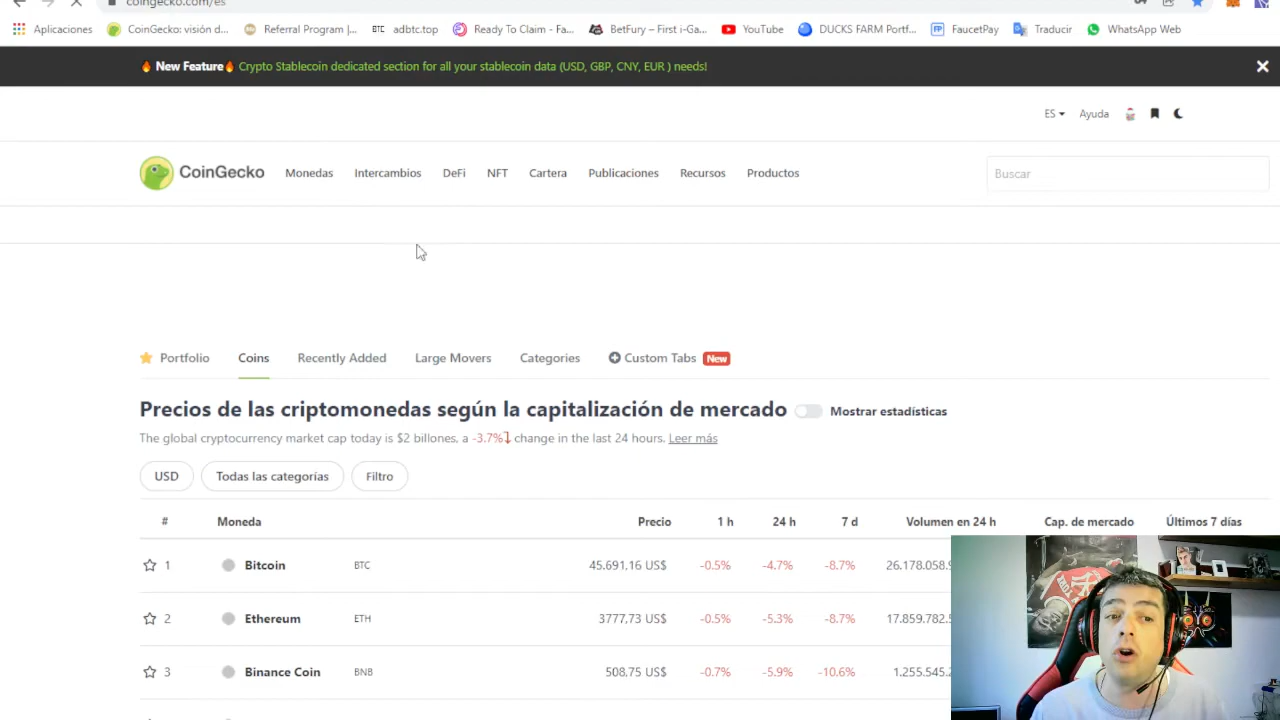 coingecko.com/es
Aplicaciones CoinGecko: visión d... Referral Program |... adbtc.top Ready To Claim - Fa... BetFury – First i-Ga... YouTube DUCKS FARM Portf... FaucetPay Traducir WhatsApp Web
New Feature Crypto Stablecoin dedicated section for all your stablecoin data (USD, GBP, CNY, EUR ) needs!
ES Ayuda
CoinGecko Monedas Intercambios DeFi NFT Cartera Publicaciones Recursos Productos Buscar
Portfolio Coins Recently Added Large Movers Categories Custom Tabs New
Precios de las criptomonedas según la capitalización de mercado Mostrar estadísticas
The global cryptocurrency market cap today is $2 billones, a -3.7% change in the last 24 hours. Leer más
USD Todas las categorías Filtro
# Moneda Precio 1 h 24 h 7 d Volumen en 24 h Cap. de mercado Últimos 7 días
1 Bitcoin BTC 45.691,16 US$ -0.5% -4.7% -8.7% 26.178.058.
2 Ethereum ETH 3777,73 US$ -0.5% -5.3% -8.7% 17.859.782.
3 Binance Coin BNB 508,75 US$ -0.7% -5.9% -10.6% 1.255.545.